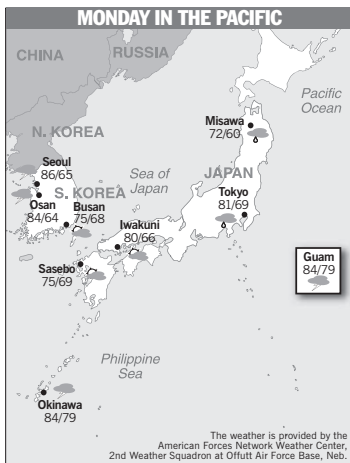 MONDAY IN THE PACIFIC
CHINA
RUSSIA
Pacific
Ocean
Misawa
72/60
N. KOREA
Seoul
86/65
Sea of
Japan
JAPAN
S. KOREA
Osan
84/64
Busan
75/68
Tokyo
81/69
Iwakuni
80/66
Guam
84/79
Sasebo
75/69
Philippine
Sea
Okinawa
84/79
The weather is provided by the
American Forces Network Weather Center,
2nd Weather Squadron at Offutt Air Force Base, Neb.